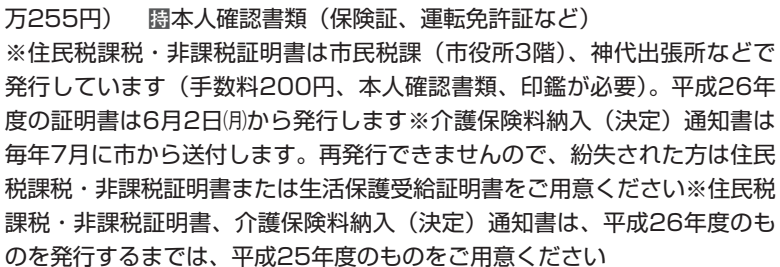 万255円）　持本人確認書類（保険証、運転免許証など）
※住民税課税・非課税証明書は市民税課（市役所3階）、神代出張所などで
発行しています（手数料200円、本人確認書類、印鑑が必要）。平成26年
度の証明書は6月2日㈪から発行します※介護保険料納入（決定）通知書は
毎年7月に市から送付します。再発行できませんので、紛失された方は住民
税課税・非課税証明書または生活保護受給証明書をご用意ください※住民税
課税・非課税証明書、介護保険料納入（決定）通知書は、平成26年度のも
のを発行するまでは、平成25年度のものをご用意ください